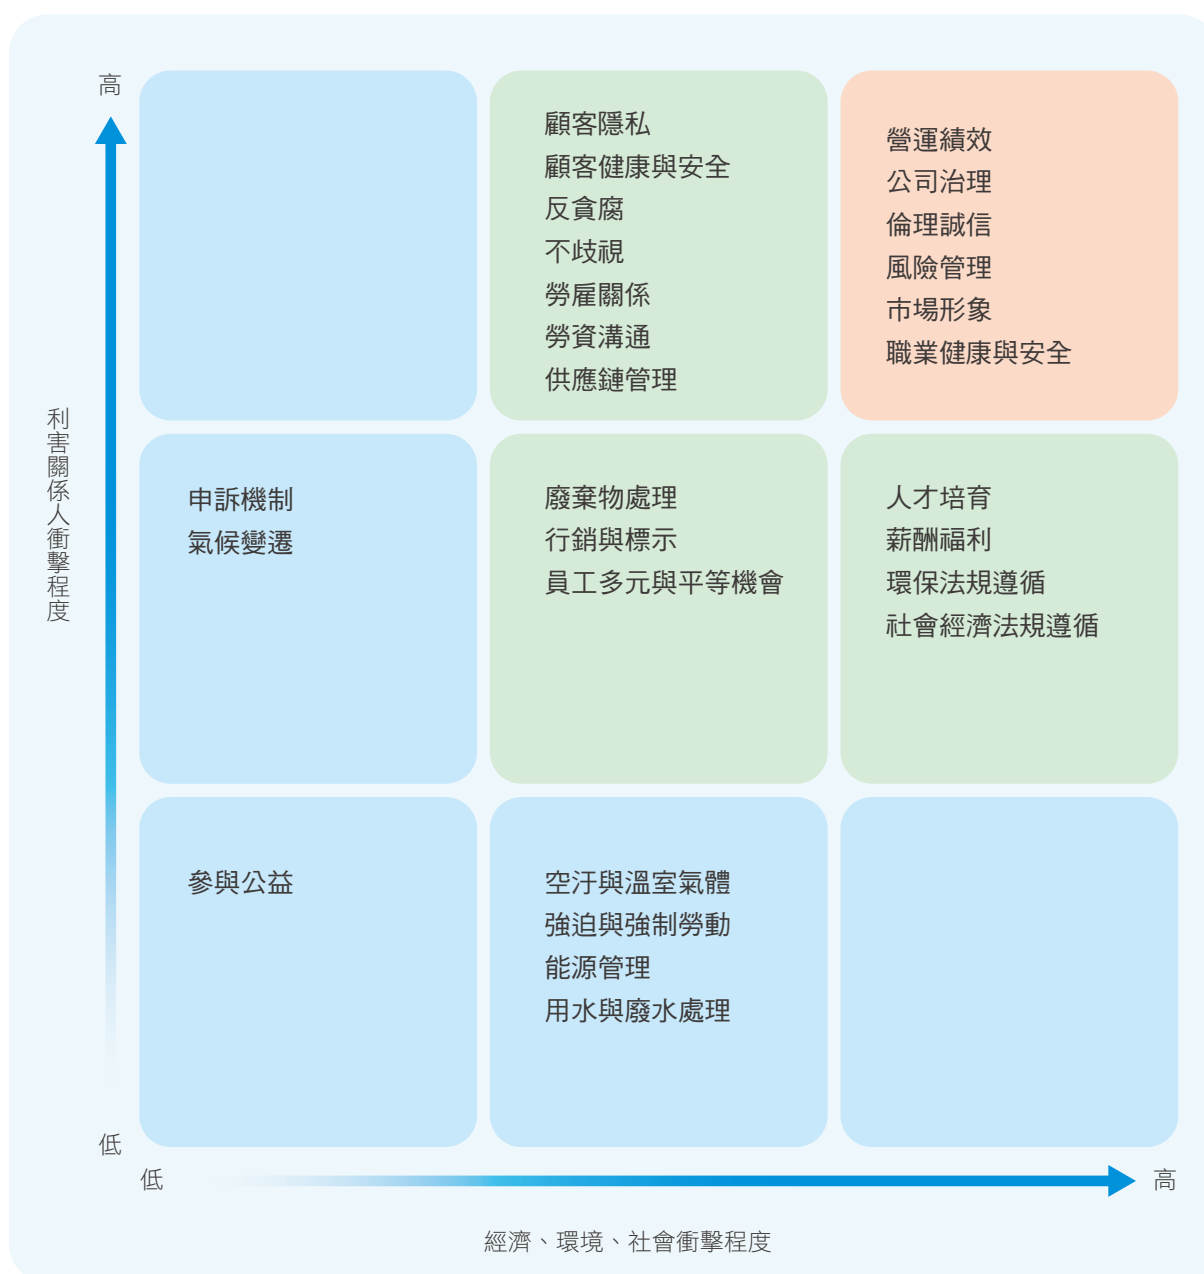 高
顧客隱私
顧客健康與安全
反貪腐
不歧視
勞雇關係
勞資溝通
供應鏈管理
營運績效
公司治理
倫理誠信
風險管理
市場形象
職業健康與安全
利害關係人衝擊程度
申訴機制
氣候變遷
廢棄物處理
行銷與標示
員工多元與平等機會
人才培育
薪酬福利
環保法規遵循
社會經濟法規遵循
參與公益
空汙與溫室氣體
強迫與強制勞動
能源管理
用水與廢水處理
低
低
高
經濟、環境、社會衝擊程度